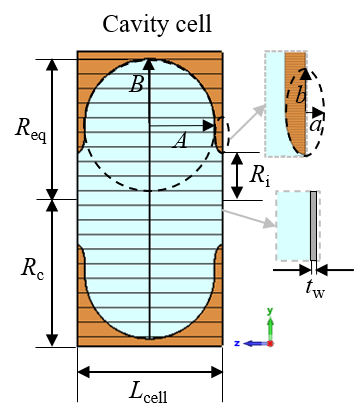 Cavity cell
B
b
R_eq
A
a
R_i
R_c
t_w
y
z
L_cell